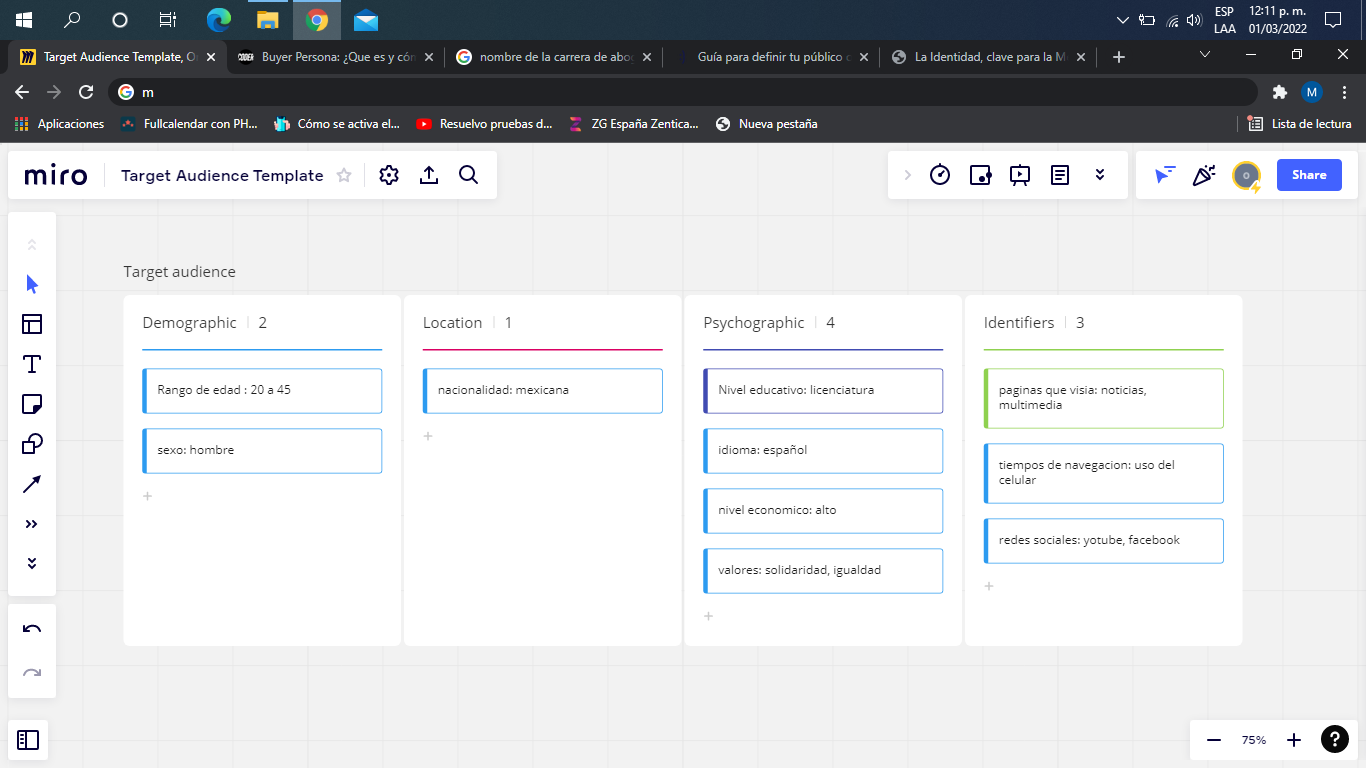 ESP
LAA
12:11 p. m.
01/03/2022
Target Audience Template, O
CODER
Buyer Persona: ¿Que es y cóm
nombre de la carrera de abog
Guía para definir tu público o
La Identidad, clave para la M
m
M
Aplicaciones
Fullcalendar con PH...
Cómo se activa el...
Resuelvo pruebas d...
ZG España Zentica...
Nueva pestaña
Lista de lectura
miro
Target Audience Template
o
Share
Target audience
Demographic 2
Rango de edad : 20 a 45
sexo: hombre
Location 1
nacionalidad: mexicana
Psychographic 4
Nivel educativo: licenciatura
idioma: español
nivel economico: alto
valores: solidaridad, igualdad
Identifiers 3
paginas que visia: noticias,
multimedia
tiempos de navegacion: uso del
celular
redes sociales: yotube, facebook
75%
?